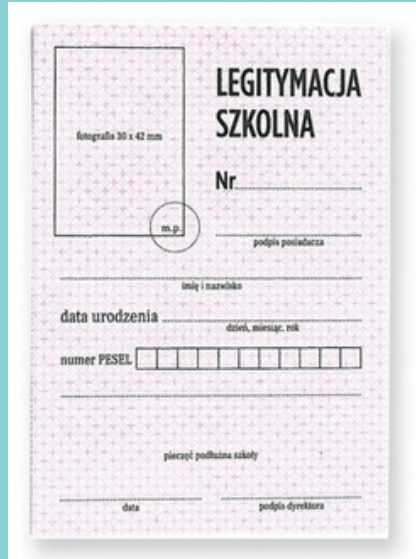 fotografia 30 x 42 mm
LEGITYMACJA
SZKOLNA
Nr
m.p.
podpis posiadacza
imię i nazwisko
data urodzenia
dzień, miesiąc, rok
numer PESEL
pieczęć podłużna szkoły
data
podpis dyrektora